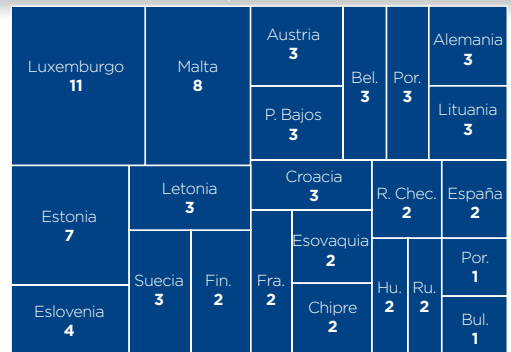 Luxemburgo
11
Malta
8
Austria
3
P. Bajos
3
Bel.
3
Por.
3
Alemania
3
Lituania
3
Estonia
7
Eslovenia
4
Letonia
3
Suecia
3
Fin.
2
Croacia
3
Fra.
2
Esovaquia
2
Chipre
2
R. Chec.
2
España
2
Hu.
2
Ru.
2
Por.
1
Bul.
1